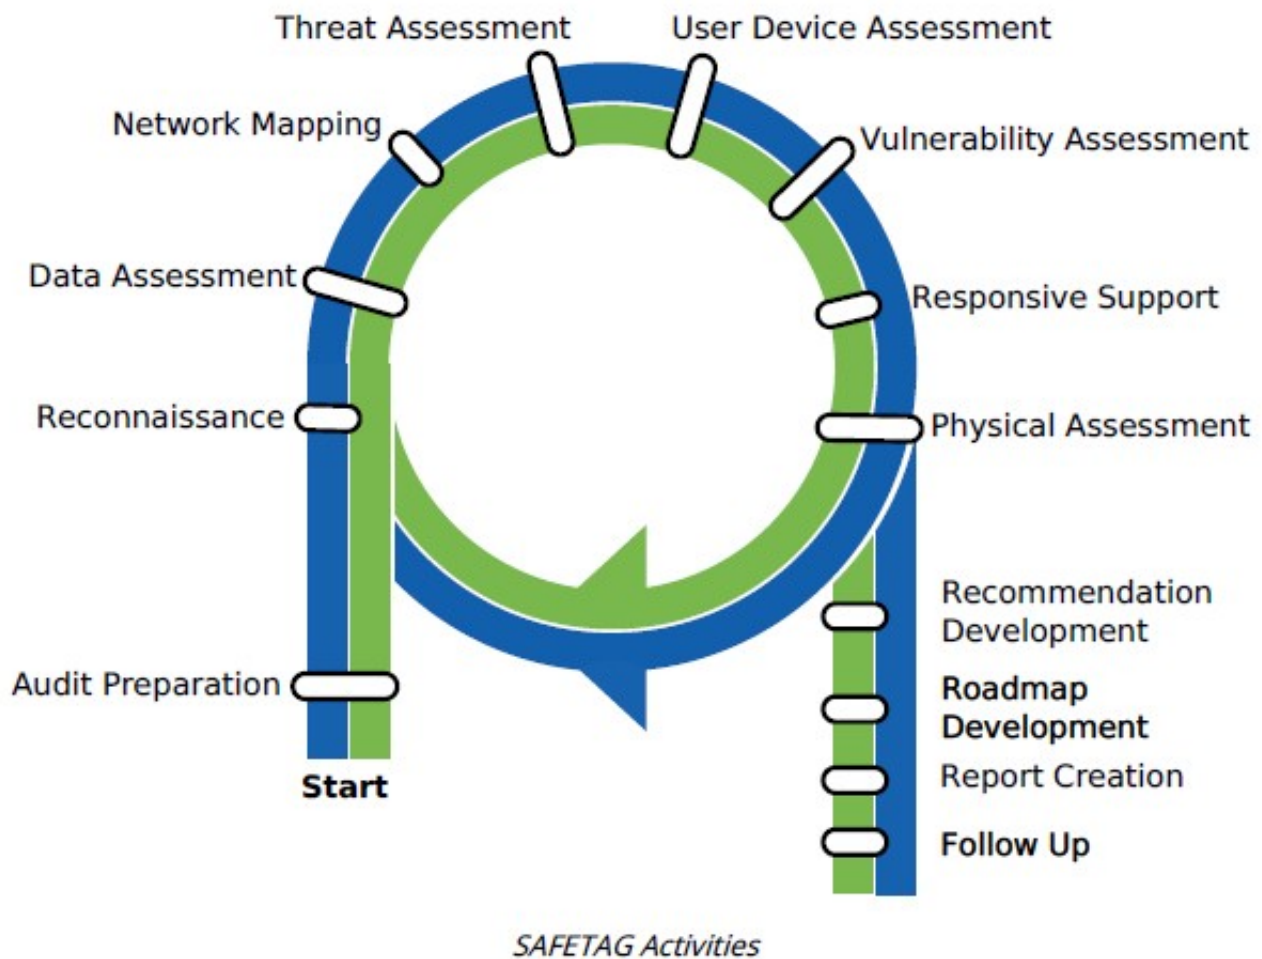 Threat Assessment
User Device Assessment
Network Mapping
Vulnerability Assessment
Data Assessment
Responsive Support
Reconnaissance
Physical Assessment
Recommendation
Development
Audit Preparation
Roadmap
Development
Start
Report Creation
Follow Up
SAFETAG Activities